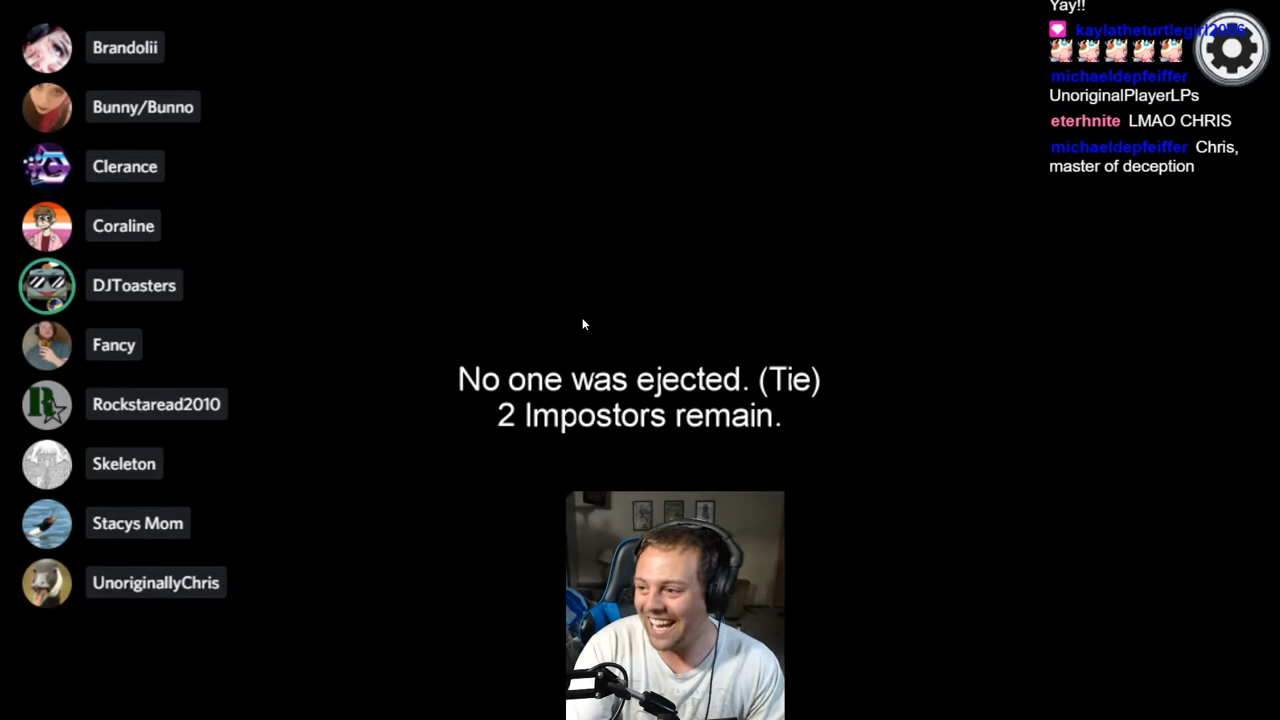 Brandolii
Bunny/Bunno
Clerance
Coraline
DJToasters
Fancy
Rockstaread2010
Skeleton
Stacys Mom
UnoriginallyChris
No one was ejected. (Tie)
2 Impostors remain.
Yay!!
kaylatheturtlegirl2006
michaeldepfeiffer
UnoriginalPlayerLPs
eterhnite LMAO CHRIS
michaeldepfeiffer Chris,
master of deception